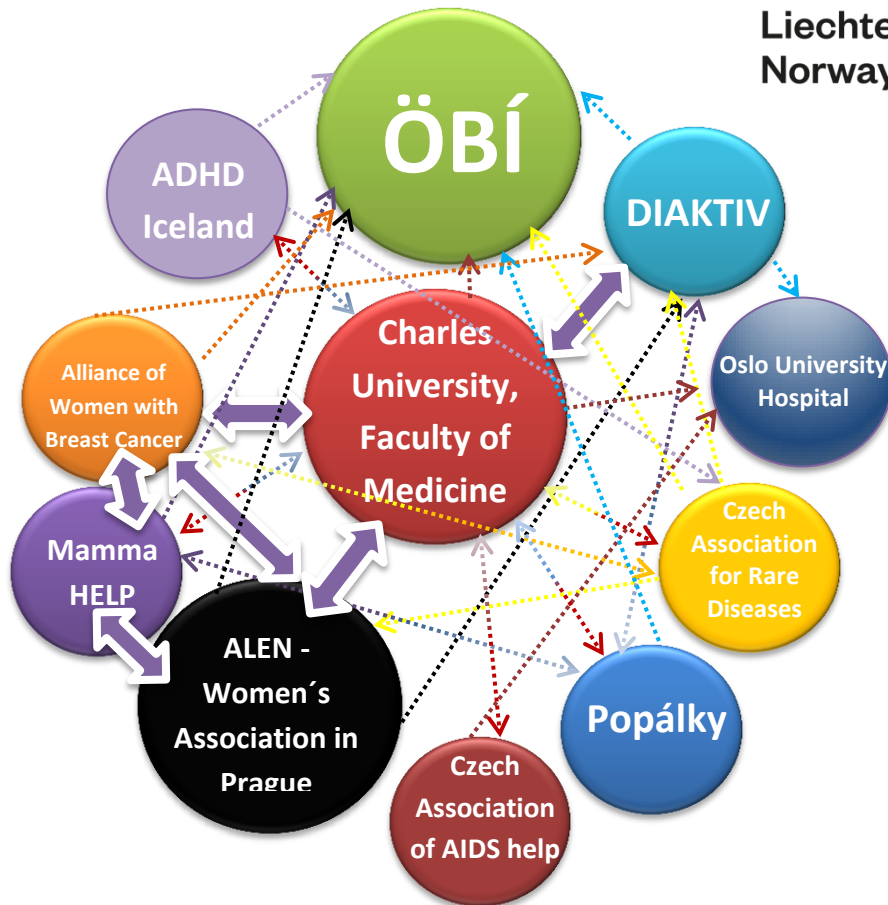 Liechte
Norway
ÖBÍ
ADHD
Iceland
DIAKTIV
Charles
University,
Faculty of
Medicine
Oslo University
Hospital
Alliance of
Women with
Breast Cancer
Mamma
HELP
Czech
Association
for Rare
Diseases
ALEN -
Women´s
Association in
Prague
Popálky
Czech
Association
of AIDS help